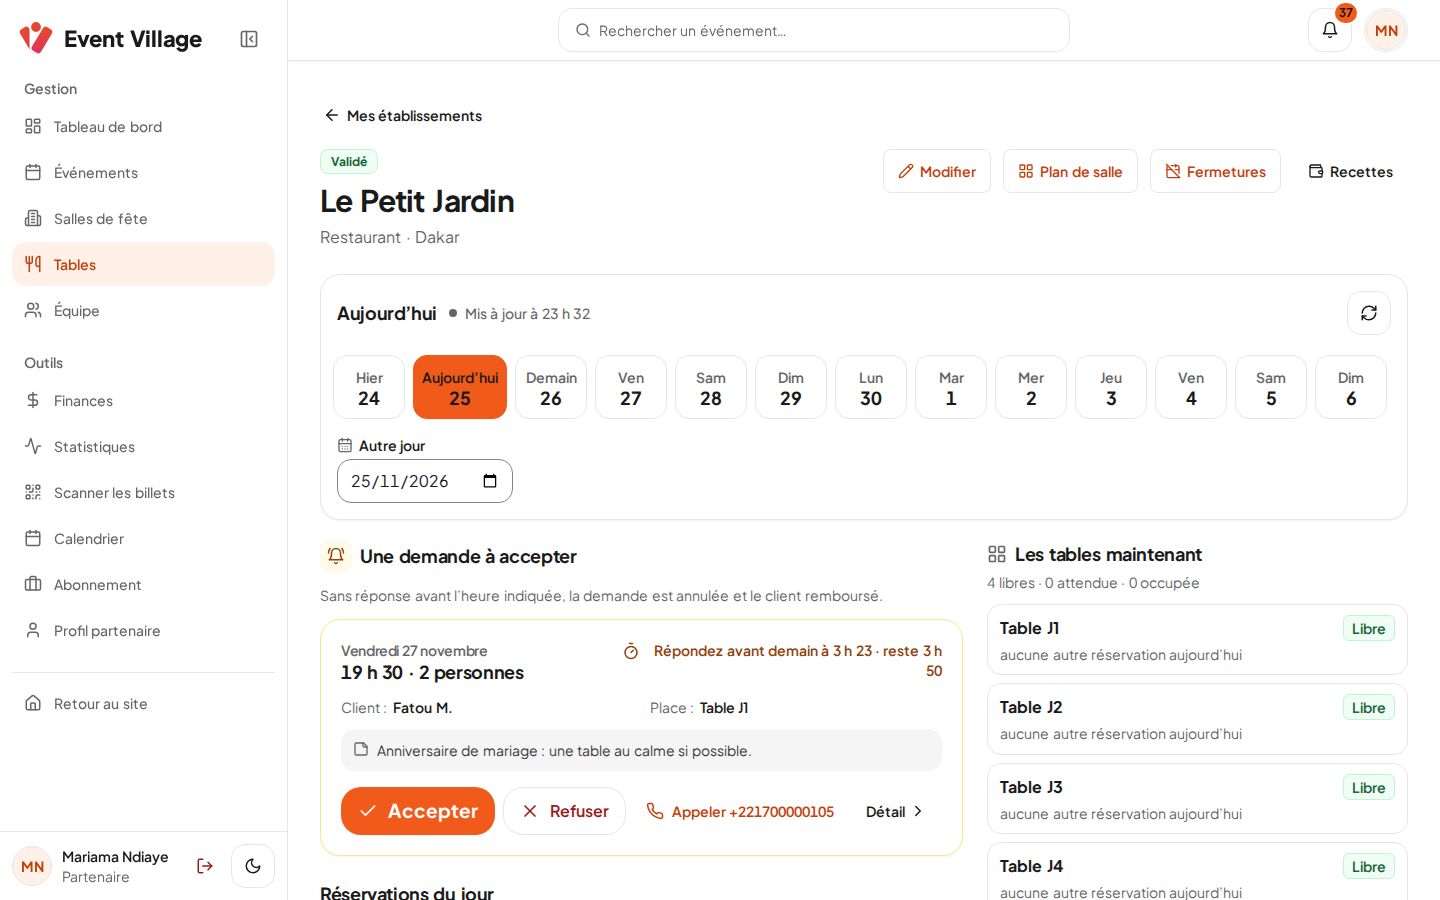 Event Village
Gestion
Tableau de bord
Événements
Salles de fête
Tables
Équipe
Outils
Finances
Statistiques
Scanner les billets
Calendrier
Abonnement
Profil partenaire
Retour au site
MN
Mariama Ndiaye
Partenaire
Rechercher un événement...
37
MN
Mes établissements
Validé
Le Petit Jardin
Restaurant · Dakar
Modifier
Plan de salle
Fermetures
Recettes
Aujourd’hui
Mis à jour à 23 h 32
Hier
24
Aujourd’hui
25
Demain
26
Ven
27
Sam
28
Dim
29
Lun
30
Mar
1
Mer
2
Jeu
3
Ven
4
Sam
5
Dim
6
Autre jour
25/11/2026
Une demande à accepter
Sans réponse avant l’heure indiquée, la demande est annulée et le client remboursé.
Vendredi 27 novembre
19 h 30 · 2 personnes
Répondez avant demain à 3 h 23 · reste 3 h
50
Client : Fatou M.
Place : Table J1
Anniversaire de mariage : une table au calme si possible.
Accepter
Refuser
Appeler +221700000105
Détail
Réservations du jour
Les tables maintenant
4 libres · 0 attendue · 0 occupée
Table J1
Libre
aucune autre réservation aujourd’hui
Table J2
Libre
aucune autre réservation aujourd’hui
Table J3
Libre
aucune autre réservation aujourd’hui
Table J4
Libre
aucune autre réservation aujourd’hui